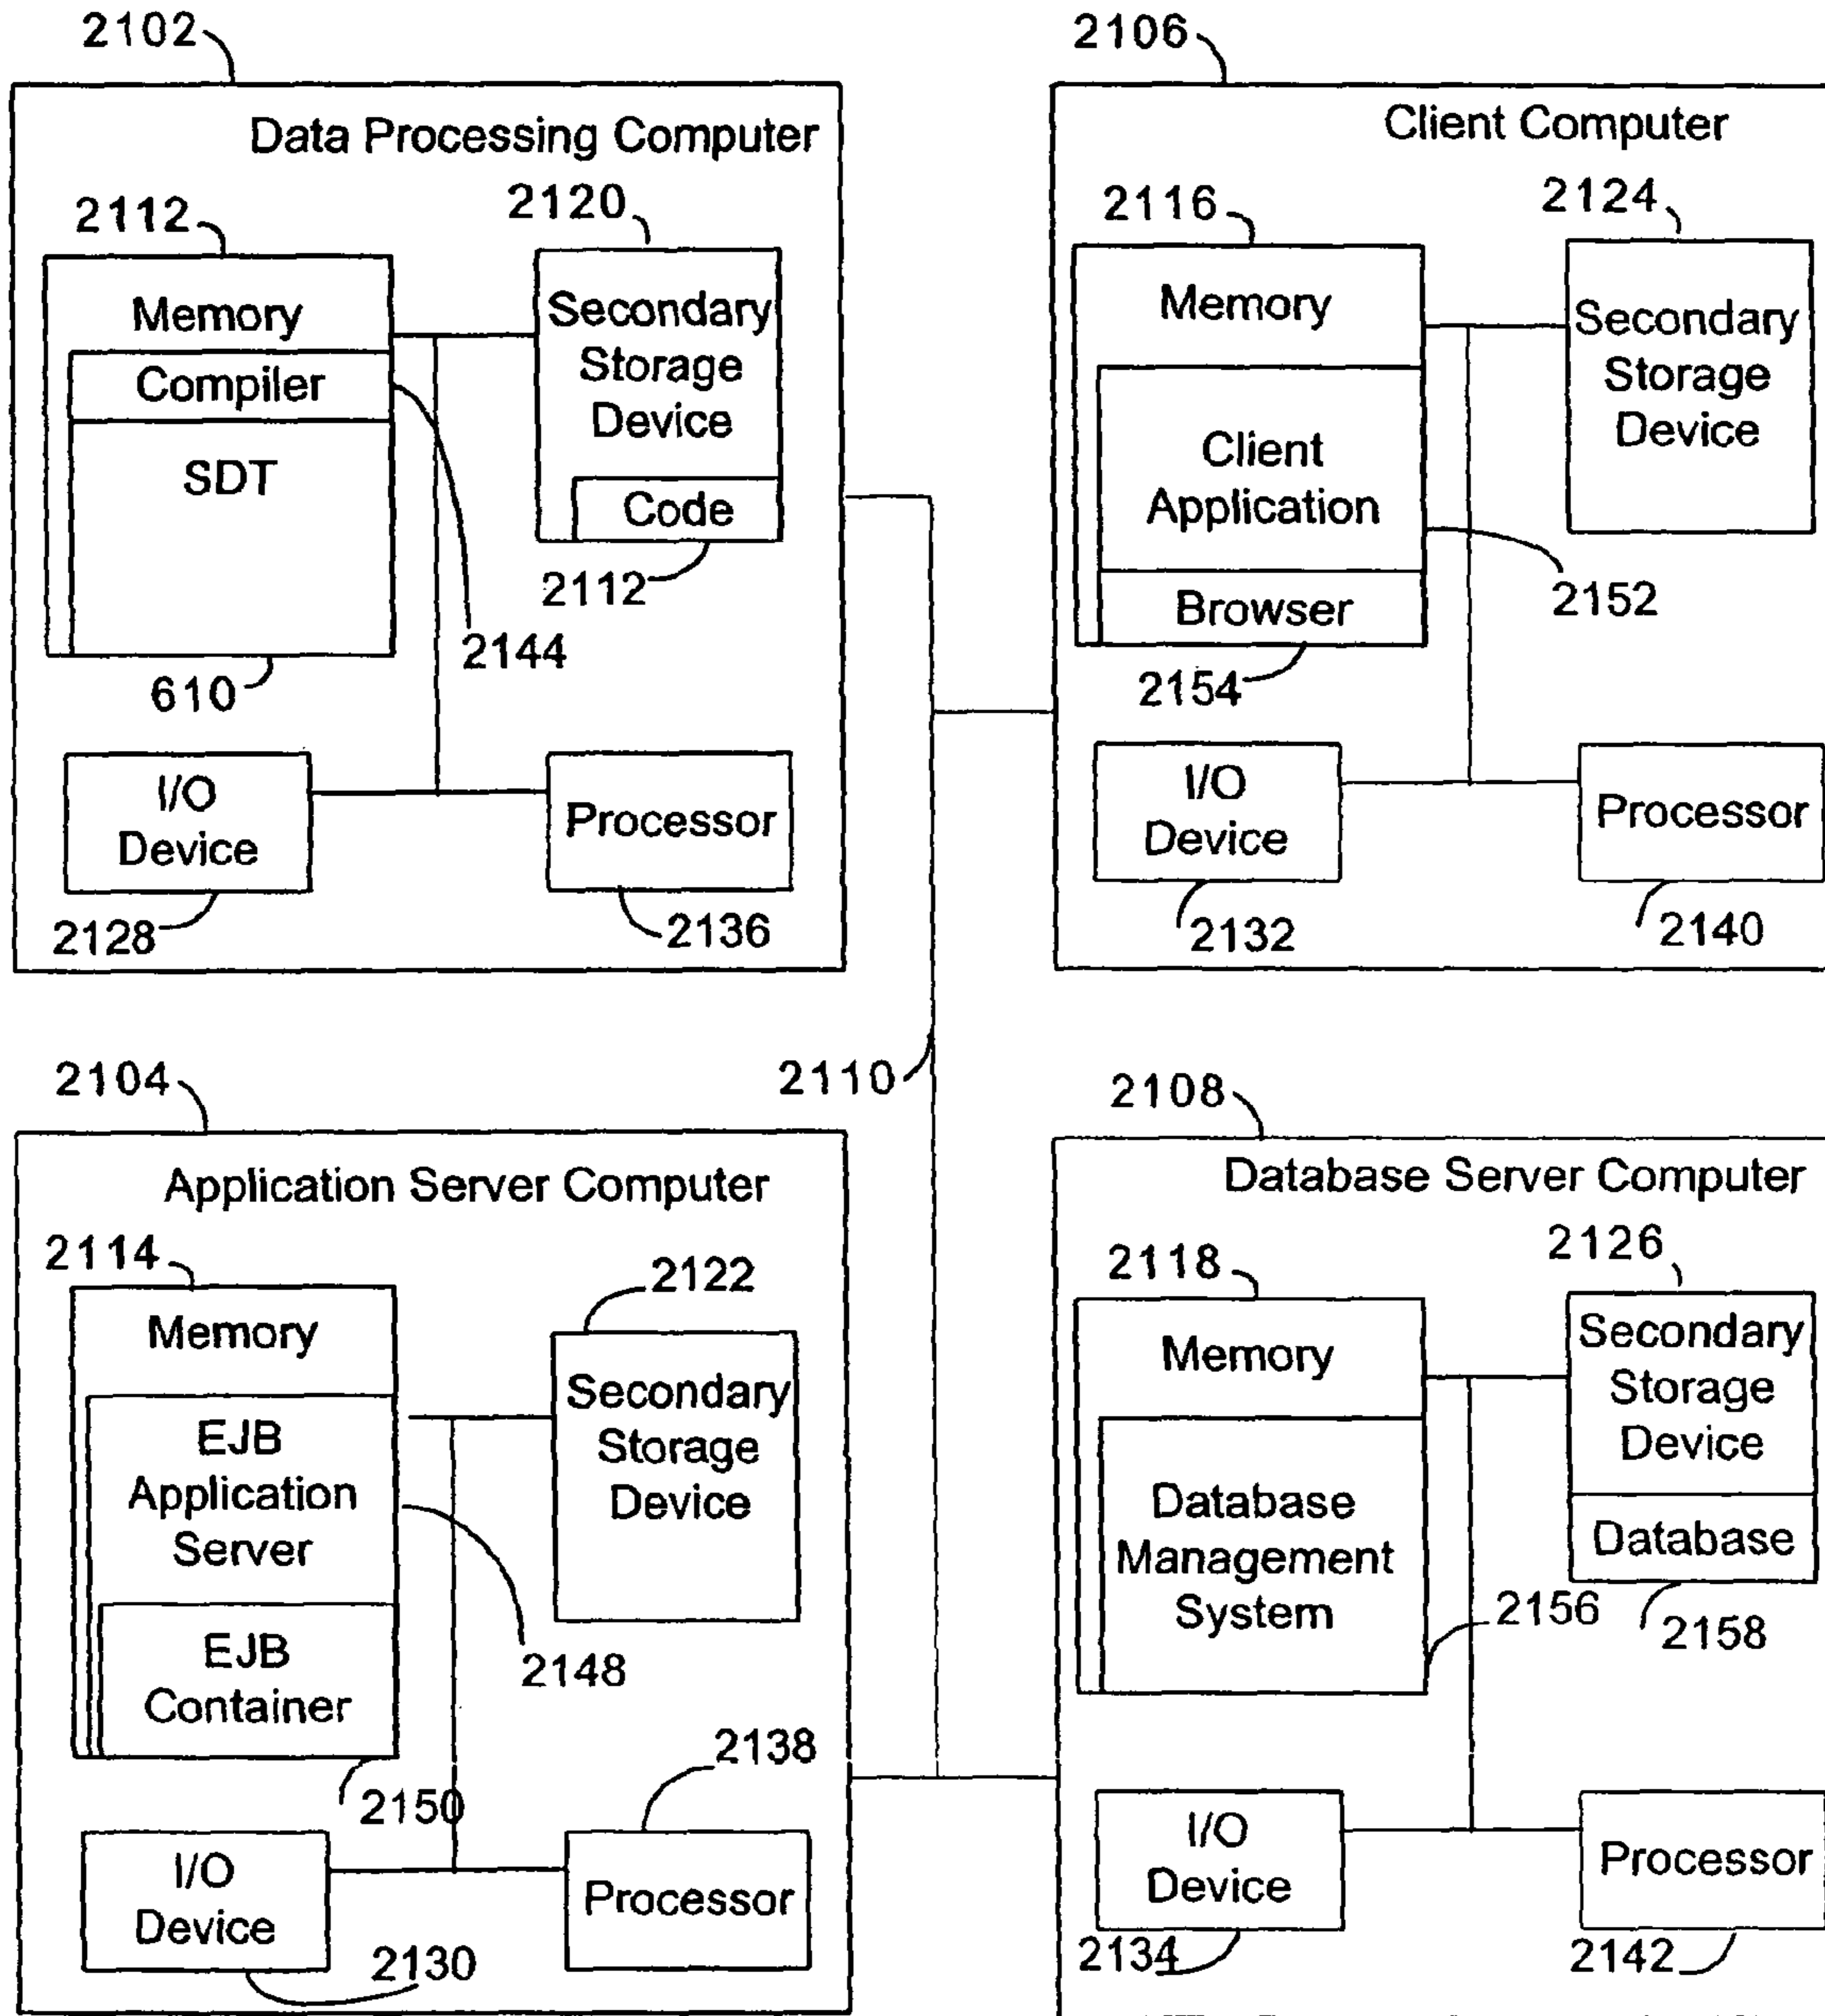 2102
Data Processing Computer
2112
2120
Memory
Compiler
SDT
Secondary
Storage
Device
Code
2112
2144
610
I/O
Device
Processor
2128
2136
2106
Client Computer
2116
2124
Memory
Client
Application
Browser
Secondary
Storage
Device
2152
2154
I/O
Device
Processor
2132
2140
2110
2104
Application Server Computer
2114
2122
Memory
EJB
Application
Server
EJB
Container
Secondary
Storage
Device
2148
2138
2150
I/O
Device
Processor
2130
2108
Database Server Computer
2118
2126
Memory
Database
Management
System
Secondary
Storage
Device
Database
2156
2158
I/O
Device
Processor
2134
2142